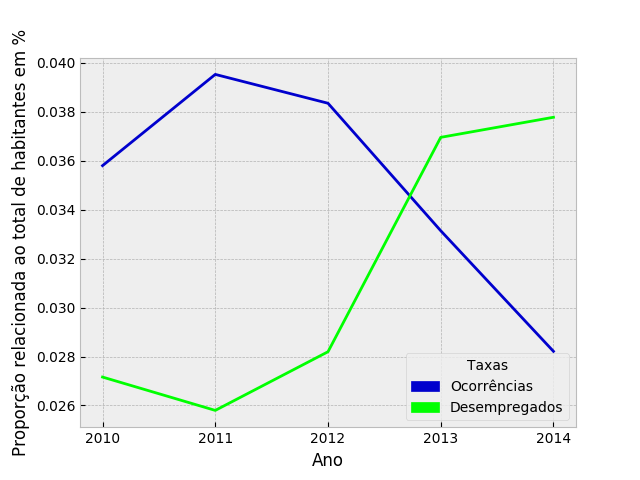 Proporção relacionada ao total de habitantes em %
0.040
0.038
0.036
0.034
0.032
0.030
0.028
0.026
2010 2011 2012 2013 2014
Ano
Taxas
Ocorrências
Desempregados